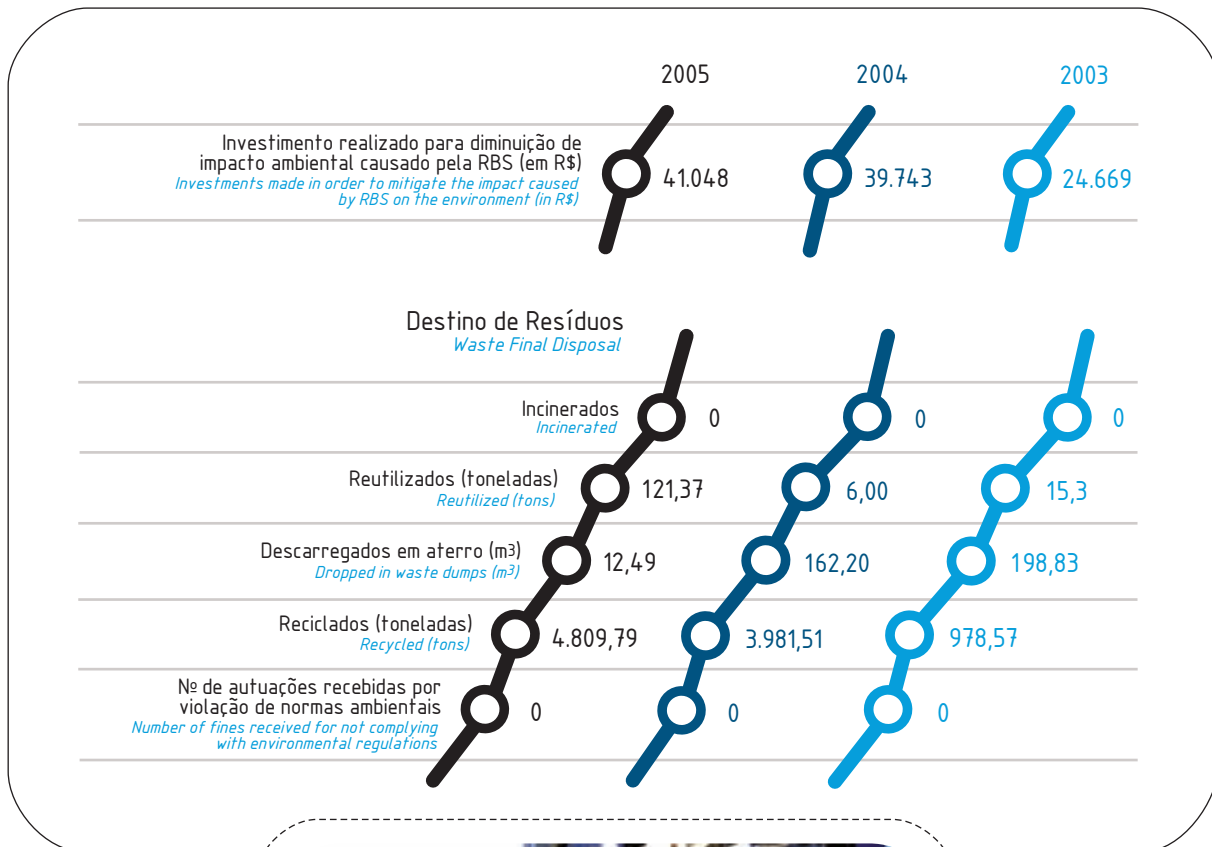 2005 2004 2003
Investimento realizado para diminuição de
impacto ambiental causado pela RBS (em R$)
Investments made in order to mitigate the impact caused
by RBS on the environment (in R$)
41.048 39.743 24.669
Destino de Resíduos
Waste Final Disposal
Incinerados
Incinerated
0 0 0
Reutilizados (toneladas)
Reutilized (tons)
121,37 6,00 15,3
Descarregados em aterro (m³)
Dropped in waste dumps (m³)
12,49 162,20 198,83
Reciclados (toneladas)
Recycled (tons)
4.809,79 3.981,51 978,57
Nº de autuações recebidas por
violação de normas ambientais
Number of fines received for not complying
with environmental regulations
0 0 0